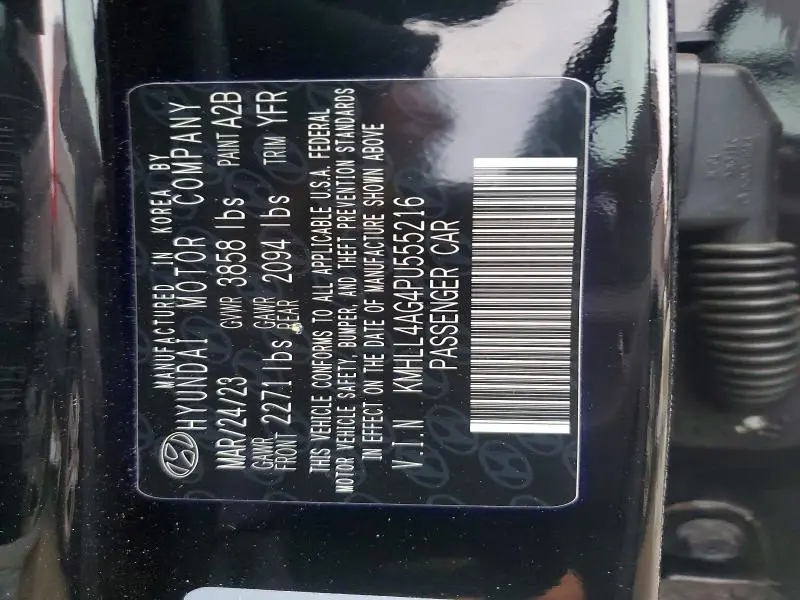 MANUFACTURED IN KOREA BY
HYUNDAI MOTOR COMPANY
MAR/24/23 GVWR 3858 lbs PAINT A2B
GAWR FRONT 2271 lbs GAWR REAR 2094 lbs TRIM YFR
THIS VEHICLE CONFORMS TO ALL APPLICABLE U.S.A. FEDERAL
MOTOR VEHICLE SAFETY, BUMPER, AND THEFT PREVENTION STANDARDS
IN EFFECT ON THE DATE OF MANUFACTURE SHOWN ABOVE
V.I.N KMHLL4AG4PU555216
PASSENGER CAR